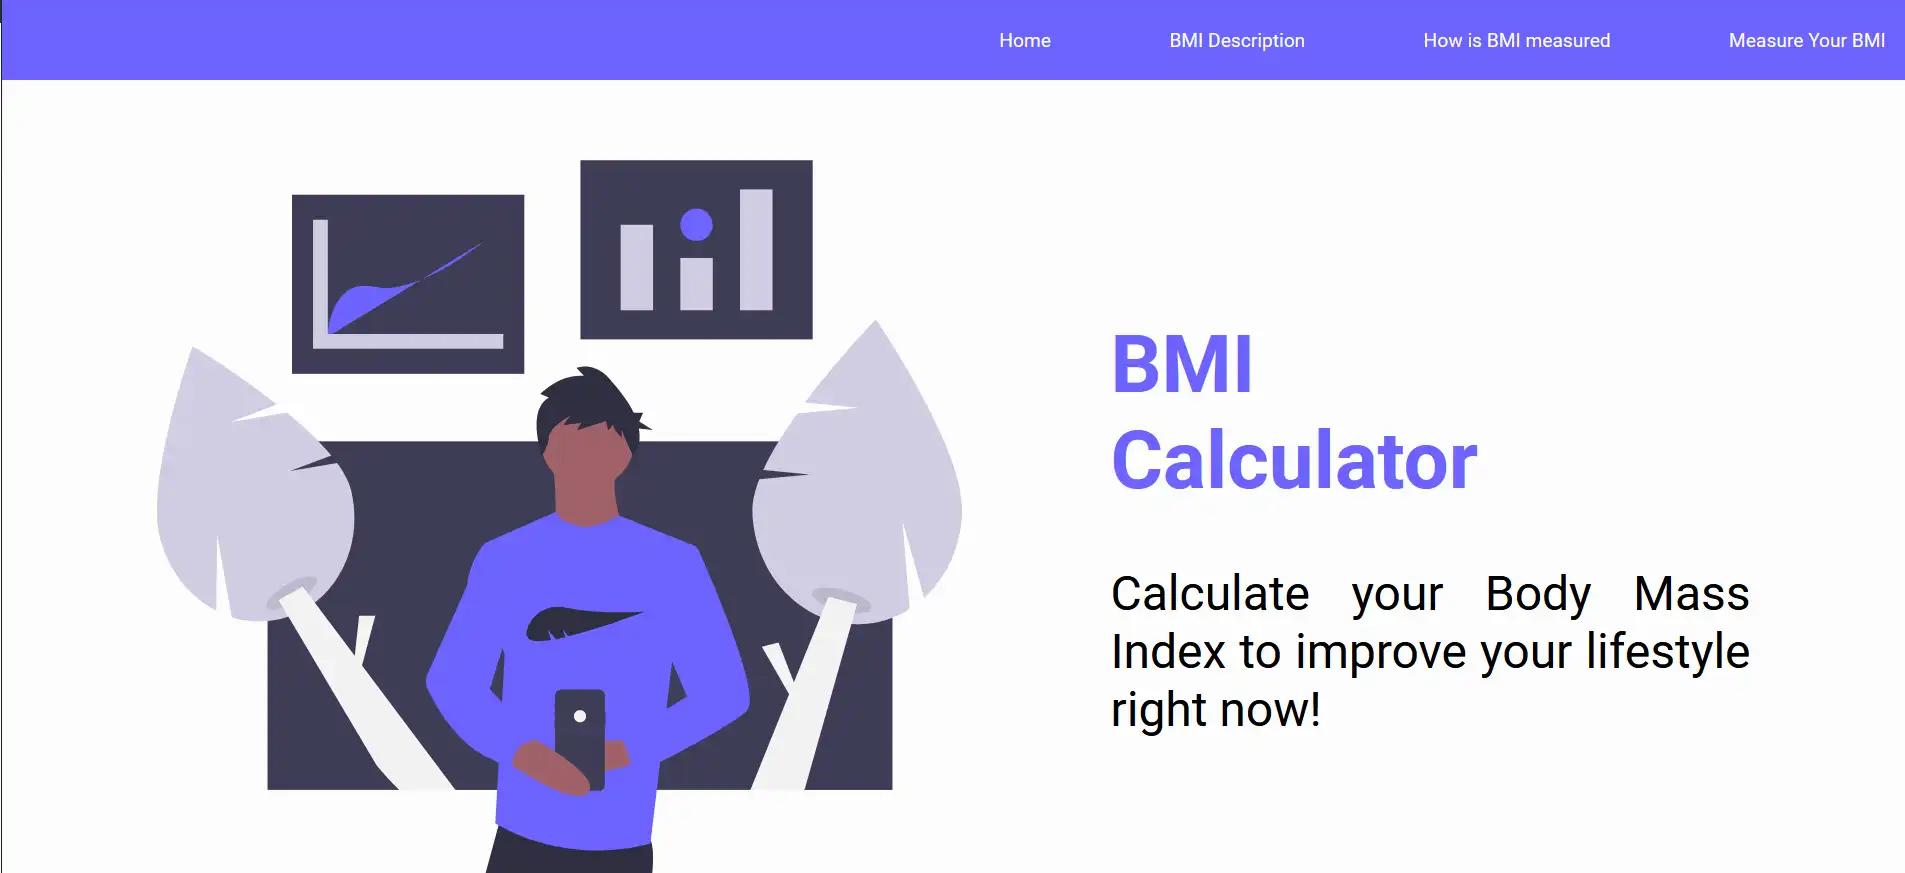 Home BMI Description How is BMI measured Measure Your BMI
BMI
Calculator
Calculate your Body Mass
Index to improve your lifestyle
right now!